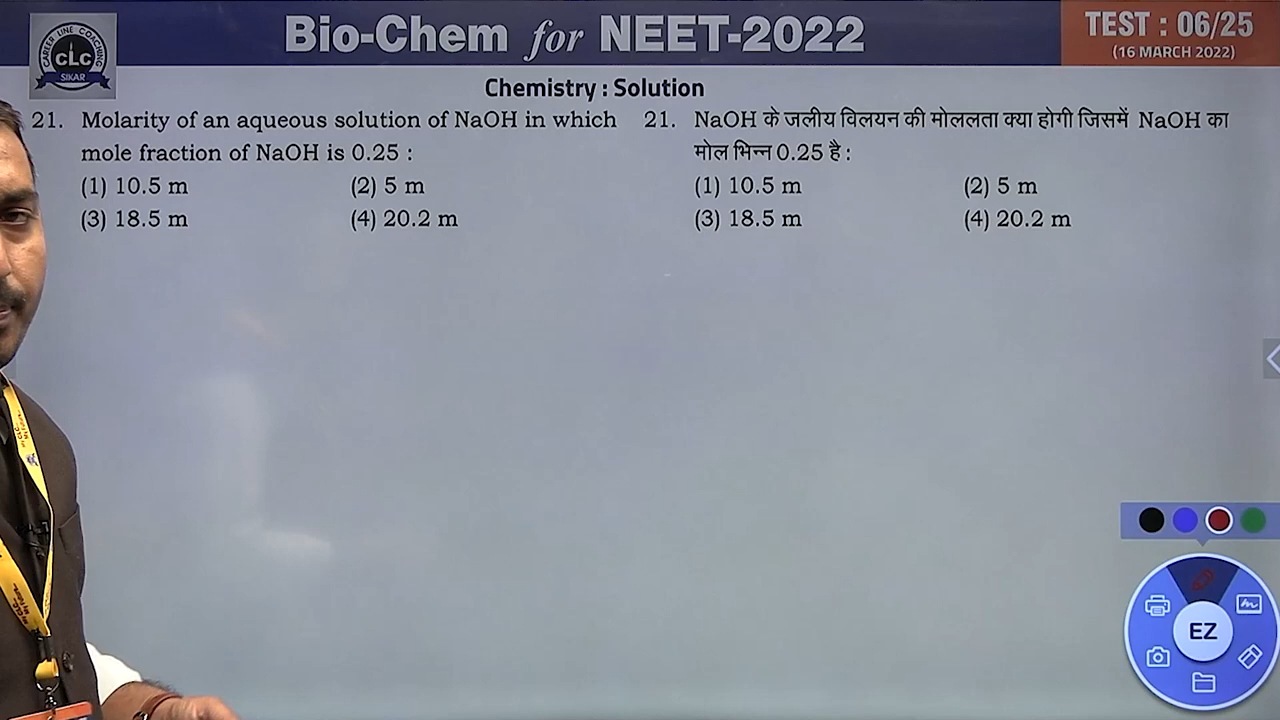 Bio-Chem for NEET-2022
TEST : 06/25
(16 MARCH 2022)
CAREER LINE COACHING
CLC
SIKAR
Chemistry : Solution
21. Molarity of an aqueous solution of NaOH in which
mole fraction of NaOH is 0.25 :
(1) 10.5 m (2) 5 m
(3) 18.5 m (4) 20.2 m
21. NaOH के जलीय विलयन की मोललता क्या होगी जिसमें NaOH का
मोल भिन्न 0.25 है :
(1) 10.5 m (2) 5 m
(3) 18.5 m (4) 20.2 m
EZ